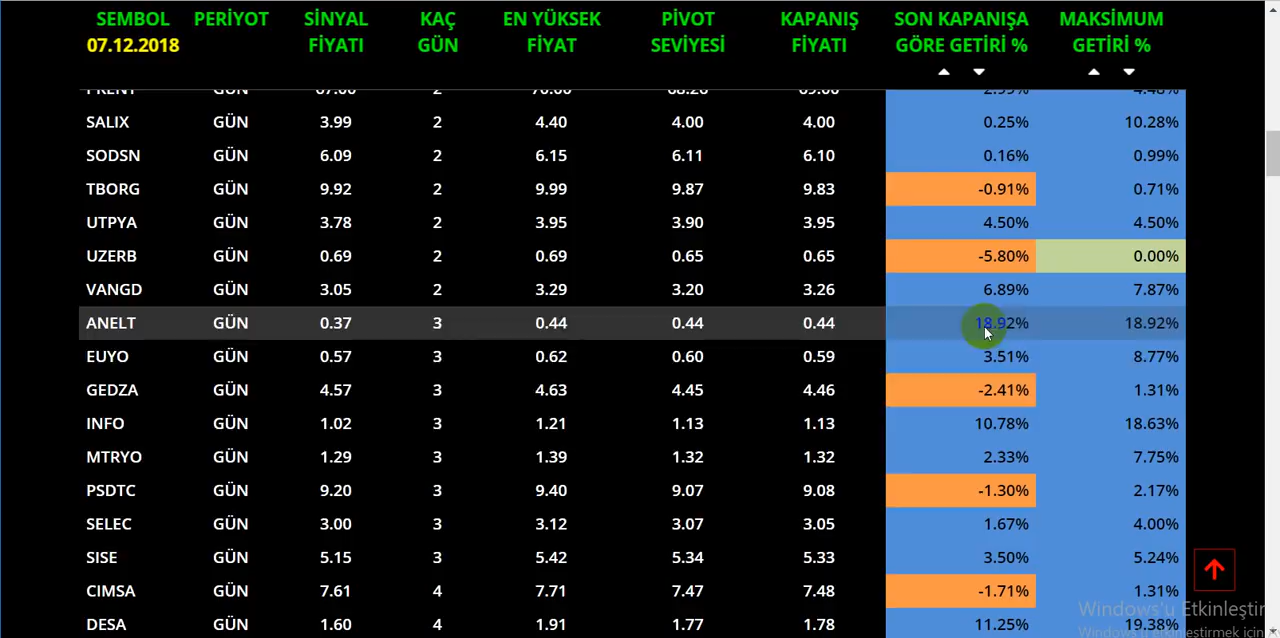 SEMBOL PERİYOT SİNYAL KAÇ EN YÜKSEK PİVOT KAPANIŞ SON KAPANIŞA MAKSİMUM
07.12.2018 FİYATI GÜN FİYAT SEVİYESİ FİYATI GÖRE GETİRİ % GETİRİ %
SALIX GÜN 3.99 2 4.40 4.00 4.00 0.25% 10.28%
SODSN GÜN 6.09 2 6.15 6.11 6.10 0.16% 0.99%
TBORG GÜN 9.92 2 9.99 9.87 9.83 -0.91% 0.71%
UTPYA GÜN 3.78 2 3.95 3.90 3.95 4.50% 4.50%
UZERB GÜN 0.69 2 0.69 0.65 0.65 -5.80% 0.00%
VANGD GÜN 3.05 2 3.29 3.20 3.26 6.89% 7.87%
ANELT GÜN 0.37 3 0.44 0.44 0.44 18.92% 18.92%
EUYO GÜN 0.57 3 0.62 0.60 0.59 3.51% 8.77%
GEDZA GÜN 4.57 3 4.63 4.45 4.46 -2.41% 1.31%
INFO GÜN 1.02 3 1.21 1.13 1.13 10.78% 18.63%
MTRYO GÜN 1.29 3 1.39 1.32 1.32 2.33% 7.75%
PSDTC GÜN 9.20 3 9.40 9.07 9.08 -1.30% 2.17%
SELEC GÜN 3.00 3 3.12 3.07 3.05 1.67% 4.00%
SISE GÜN 5.15 3 5.42 5.34 5.33 3.50% 5.24%
CIMSA GÜN 7.61 4 7.71 7.47 7.48 -1.71% 1.31%
DESA GÜN 1.60 4 1.91 1.77 1.78 11.25% 19.38%
Windows'u Etkinleştir